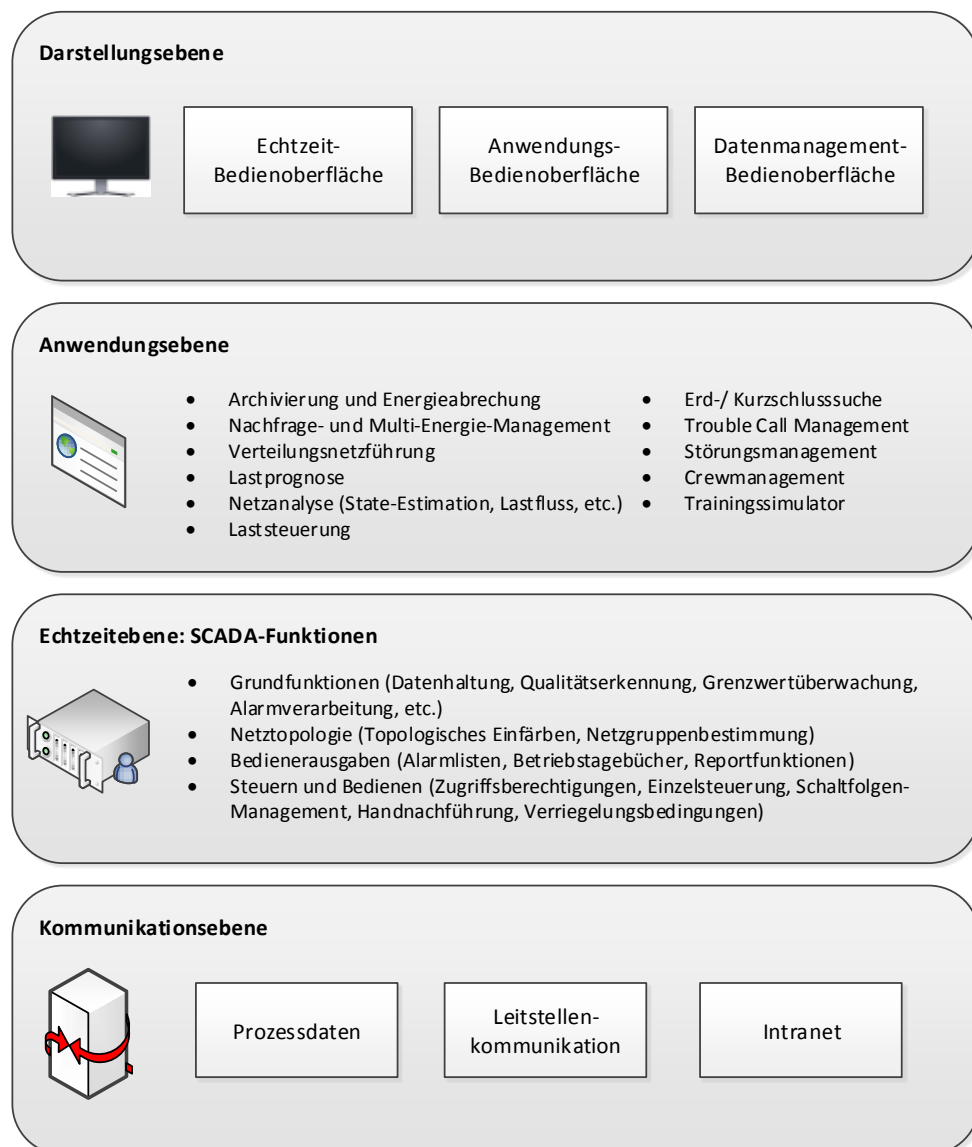 Darstellungsebene
Echtzeit-
Bedienoberfläche
Anwendungs-
Bedienoberfläche
Datenmanagement-
Bedienoberfläche
Anwendungsebene
• Archivierung und Energieabrechung
• Nachfrage- und Multi-Energie-Management
• Verteilungsnetzführung
• Lastprognose
• Netzanalyse (State-Estimation, Lastfluss, etc.)
• Laststeuerung
• Erd-/ Kurzschlusssuche
• Trouble Call Management
• Störungsmanagement
• Crewmanagement
• Trainingssimulator
Echtzeitebene: SCADA-Funktionen
• Grundfunktionen (Datenhaltung, Qualitätserkennung, Grenzwertüberwachung,
Alarmverarbeitung, etc.)
• Netztopologie (Topologisches Einfärben, Netzgruppenbestimmung)
• Bedienerausgaben (Alarmlisten, Betriebstagebücher, Reportfunktionen)
• Steuern und Bedienen (Zugriffsberechtigungen, Einzelsteuerung, Schaltfolgen-
Management, Handnachführung, Verriegelungsbedingungen)
Kommunikationsebene
Prozessdaten
Leitstellen-
kommunikation
Intranet